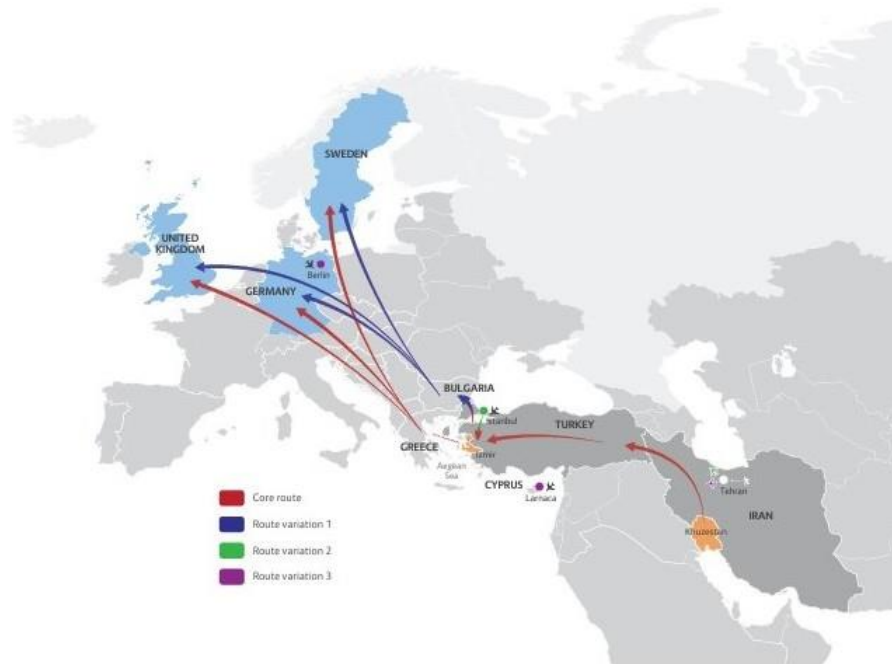 SWEDEN
UNITED
KINGDOM
Berlin
GERMANY
BULGARIA
Istanbul
TURKEY
GREECE
Izmir
Aegean
Sea
CYPRUS
Larnaca
Tehran
IRAN
Khuzestan
Core route
Route variation 1
Route variation 2
Route variation 3